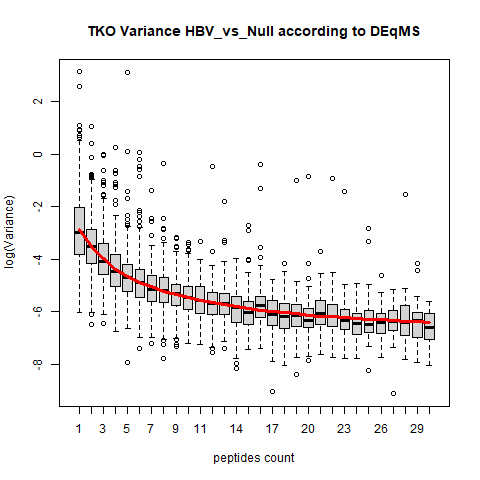 TKO Variance HBV_vs_Null according to DEqMS
log(Variance)
2
0
-2
-4
-6
-8
1 3 5 7 9 11 14 17 20 23 26 29
peptides count